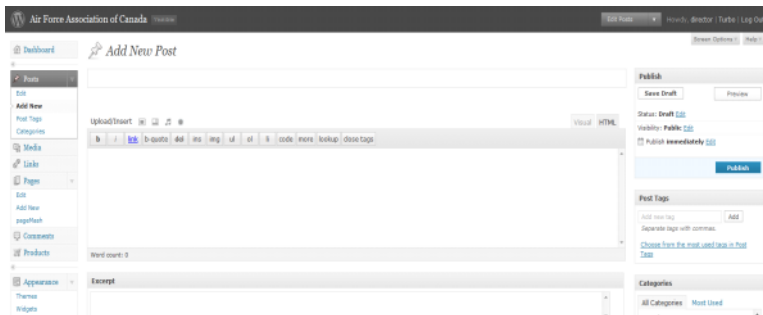 Air Force Association of Canada
Edit Posts
Howdy, director | Turbo | Log Out
Screen Options
Help
Dashboard
Add New Post
Posts
Edit
Add New
Post Tags
Categories
Media
Links
Pages
Edit
Add New
pageMash
Comments
Products
Appearance
Themes
Widgets
Upload/Insert
Visual
HTML
b i link b-quote del ins img ul ol li code more lookup close tags
Word count: 0
Excerpt
Publish
Save Draft
Preview
Status: Draft Edit
Visibility: Public Edit
Publish immediately Edit
Publish
Post Tags
Add new tag
Add
Separate tags with commas.
Choose from the most used tags in Post
Tags
Categories
All Categories
Most Used